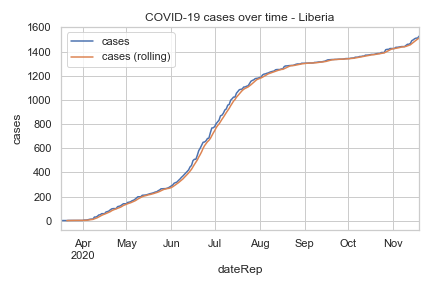 COVID-19 cases over time - Liberia
cases
cases (rolling)
1600
1400
1200
1000
800
600
400
200
0
cases
Apr May Jun Jul Aug Sep Oct Nov
2020
dateRep